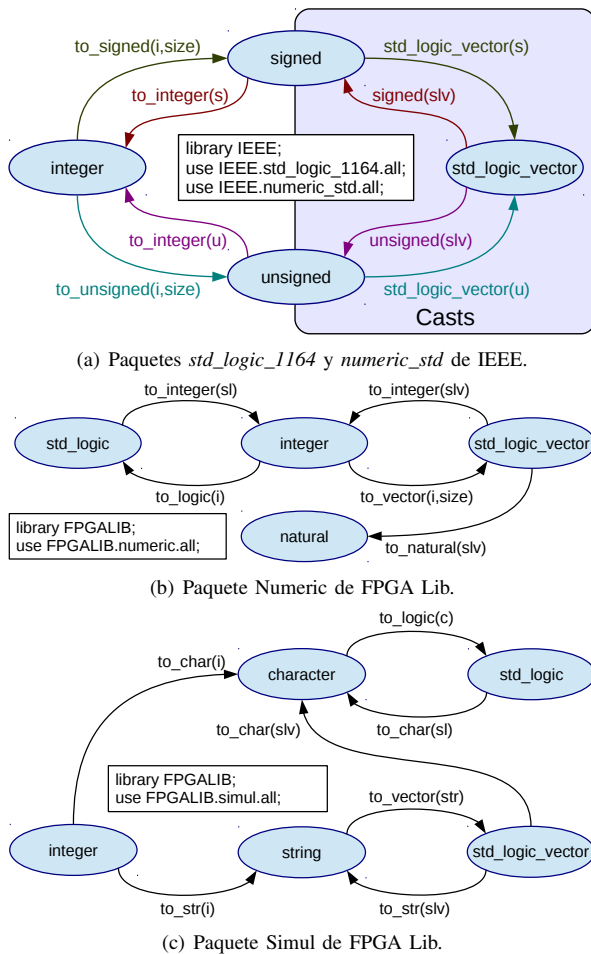 to_signed(i,size)
signed
std_logic_vector(s)
to_integer(s)
signed(slv)
integer
library IEEE;
use IEEE.std_logic_1164.all;
use IEEE.numeric_std.all;
std_logic_vector
to_integer(u)
unsigned(slv)
to_unsigned(i,size)
unsigned
std_logic_vector(u)
Casts
(a) Paquetes std_logic_1164 y numeric_std de IEEE.
to_integer(sl)
to_integer(slv)
std_logic
integer
std_logic_vector
to_logic(i)
to_vector(i,size)
library FPGALIB;
use FPGALIB.numeric.all;
natural
to_natural(slv)
(b) Paquete Numeric de FPGA Lib.
to_logic(c)
to_char(i)
character
std_logic
to_char(slv)
to_char(sl)
library FPGALIB;
use FPGALIB.simul.all;
to_vector(str)
integer
string
std_logic_vector
to_str(i)
to_str(slv)
(c) Paquete Simul de FPGA Lib.